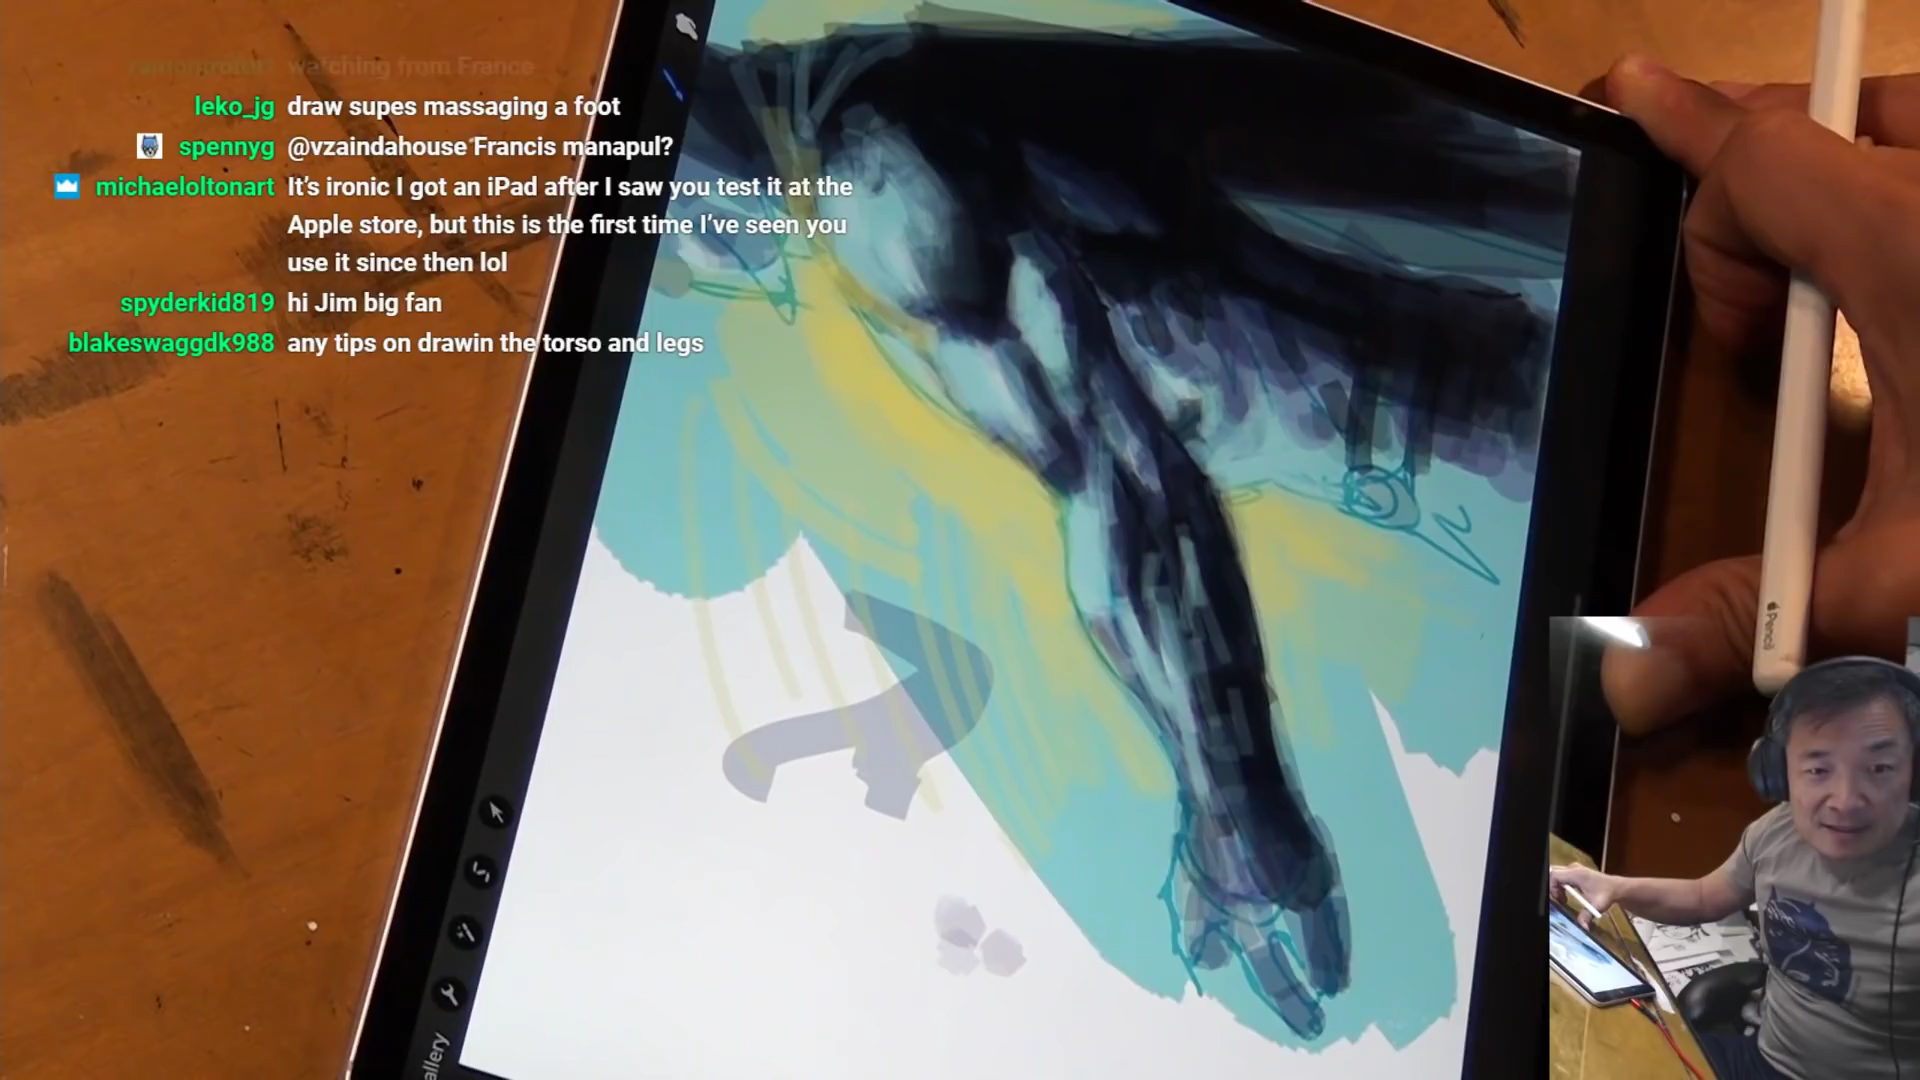 watching from France
leko_jg draw supes massaging a foot
spennyg @vzaindahouse Francis manapul?
michaeloltonart It's ironic I got an iPad after I saw you test it at the
Apple store, but this is the first time I've seen you
use it since then lol
spyderkid819 hi Jim big fan
blakeswaggdk988 any tips on drawin the torso and legs
Pencil
allery